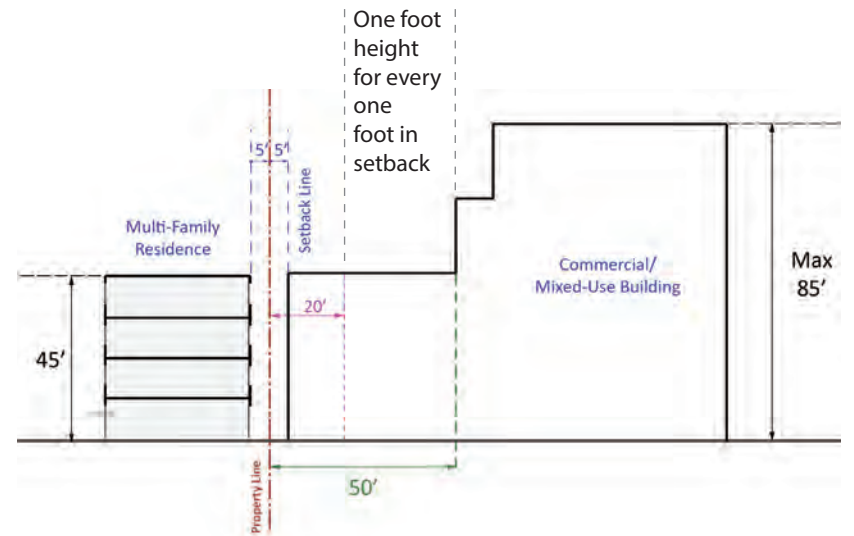 One foot
height
for every
one
foot in
setback
5' 5'
Setback Line
Multi-Family
Residence
Commercial/
Mixed-Use Building
Max
85'
20'
45'
50'
Property Line